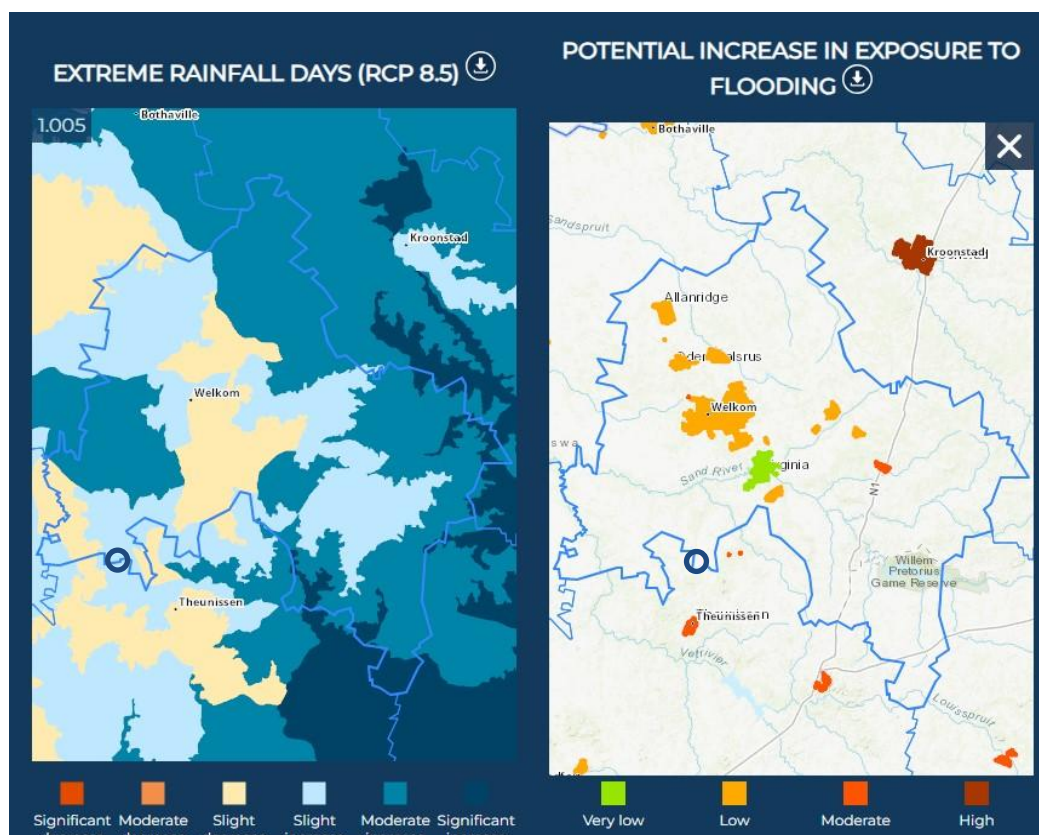 EXTREME RAINFALL DAYS (RCP 8.5)
1.005
Bothaville
Kroonstad
Welkom
Theunissen
Significant
Moderate
Slight
Slight
Moderate
Significant
POTENTIAL INCREASE IN EXPOSURE TO
FLOODING
Bothaville
Sandspruit
Kroonstad
Allanridge
Welkom
Sand River
ginia
N1
Willem
Pretorius
Game Reserve
Theunissen
Vetrivier
Very low
Low
Moderate
High